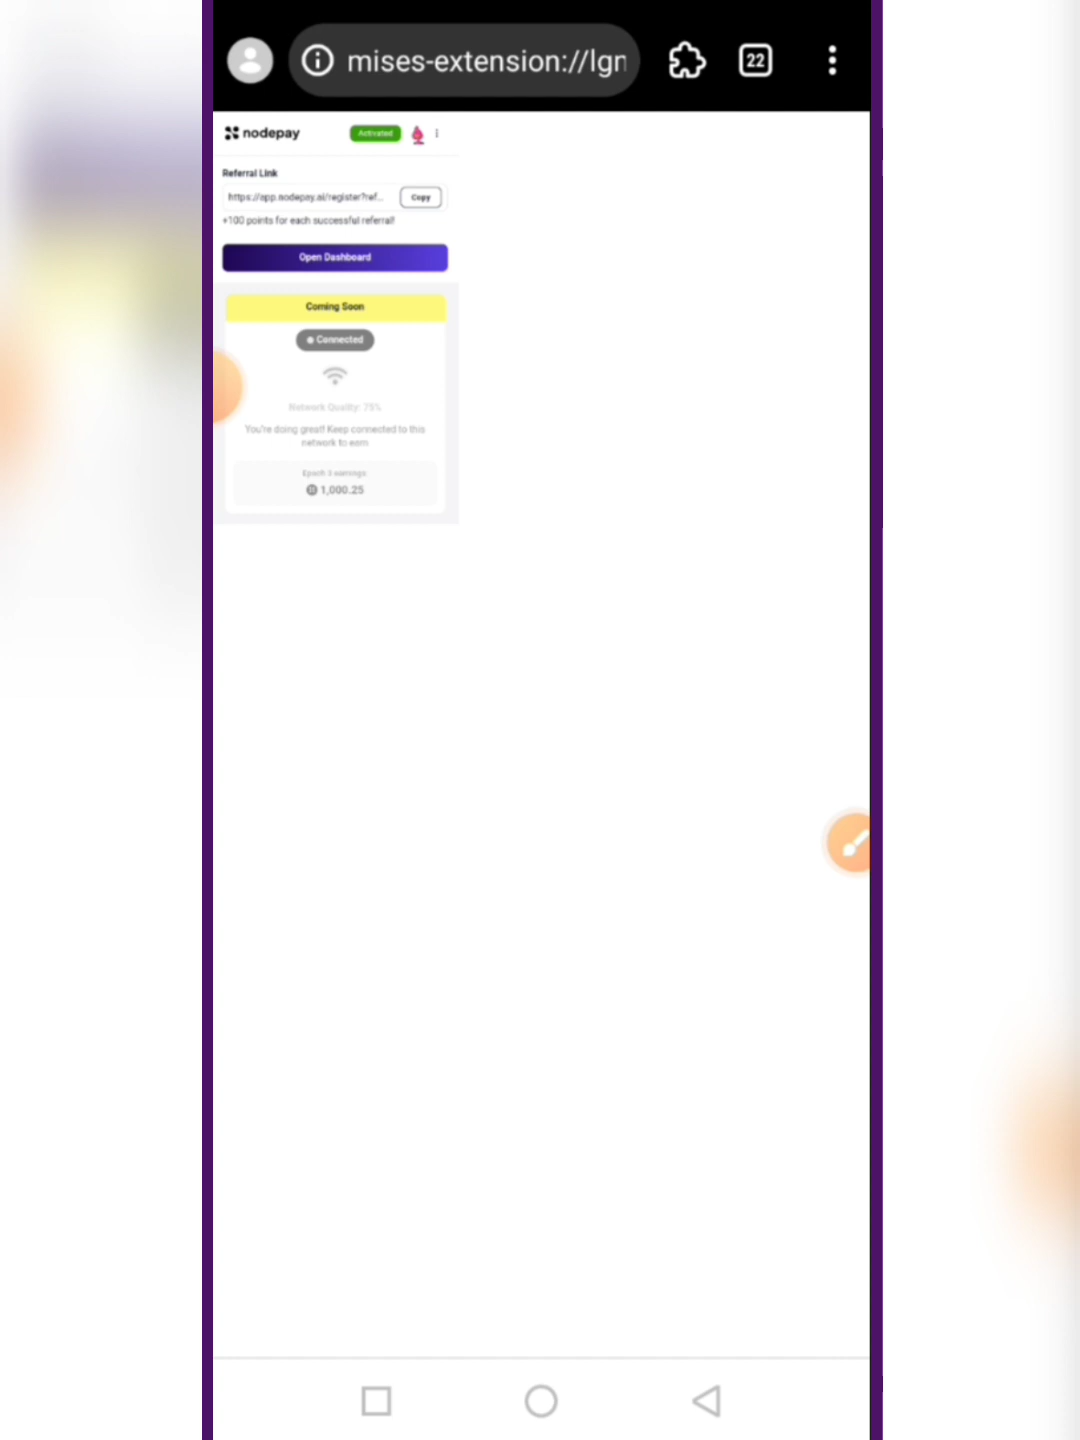 mises-extension://lgn
22
nodepay
Activated
Referral Link
https://app.nodepay.ai/register?ref...
Copy
+100 points for each successful referral!
Open Dashboard
Coming Soon
Connected
Network Quality: 75%
You're doing great! Keep connected to this
network to earn
Epoch 3 earnings
1,000.25